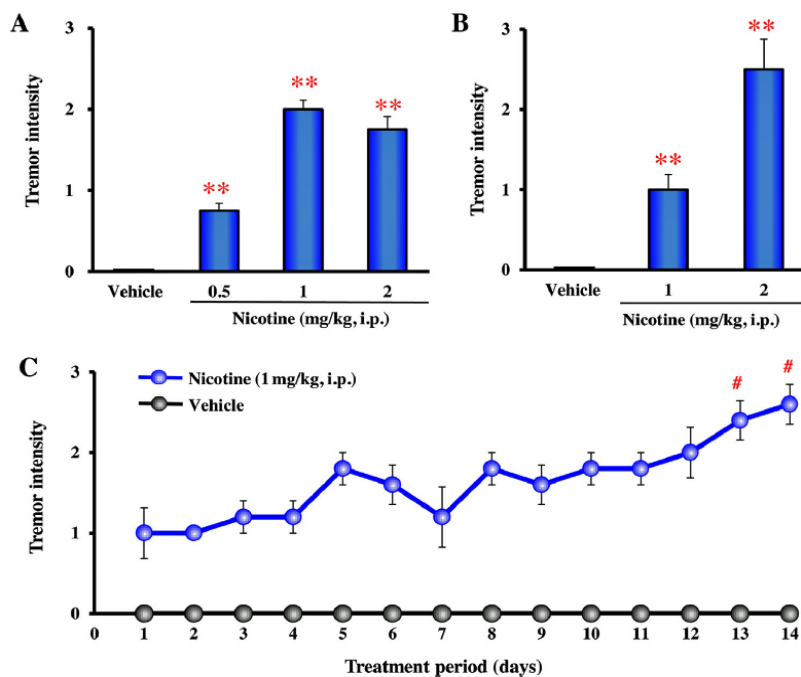 A
3
2
1
0
Tremor intensity
**
**
**
Vehicle
0.5
1
2
Nicotine (mg/kg, i.p.)
B
3
2
1
0
Tremor intensity
**
**
Vehicle
1
2
Nicotine (mg/kg, i.p.)
C
3
2
1
0
Tremor intensity
Nicotine (1 mg/kg, i.p.)
Vehicle
#
#
0 1 2 3 4 5 6 7 8 9 10 11 12 13 14
Treatment period (days)